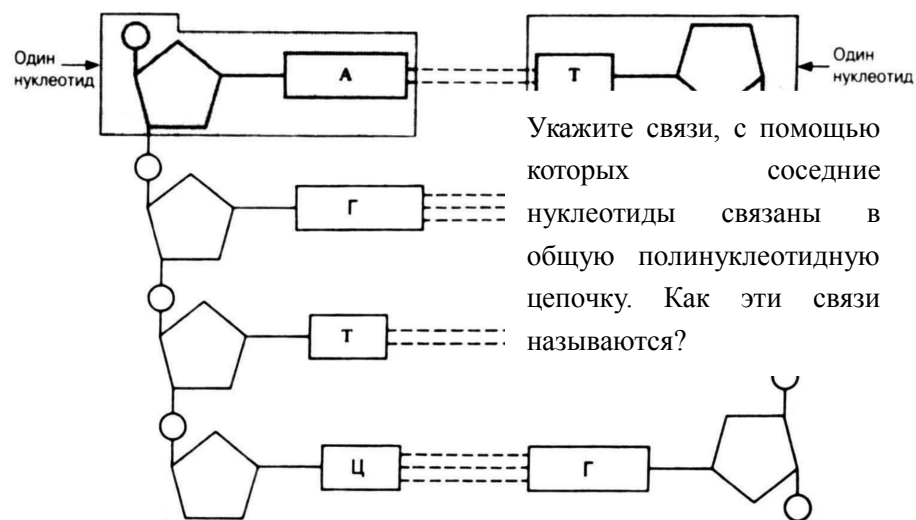 Один
нуклеотид
А
Т
Один
нуклеотид
Укажите связи, с помощью
которых соседние
нуклеотиды связаны в
общую полинуклеотидную
цепочку. Как эти связи
называются?
Г
Т
Ц
Г